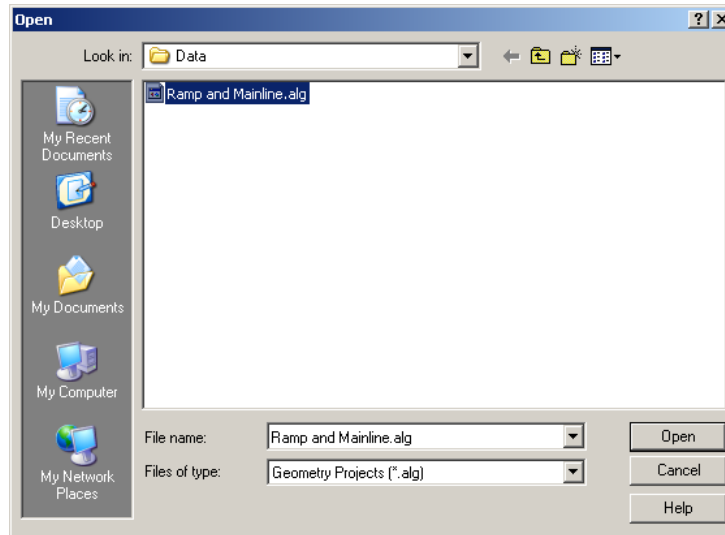 Open
Look in: Data
Ramp and Mainline.alg
My Recent
Documents
Desktop
My Documents
My Computer
My Network
Places
File name: Ramp and Mainline.alg Open
Files of type: Geometry Projects (*.alg) Cancel
Help